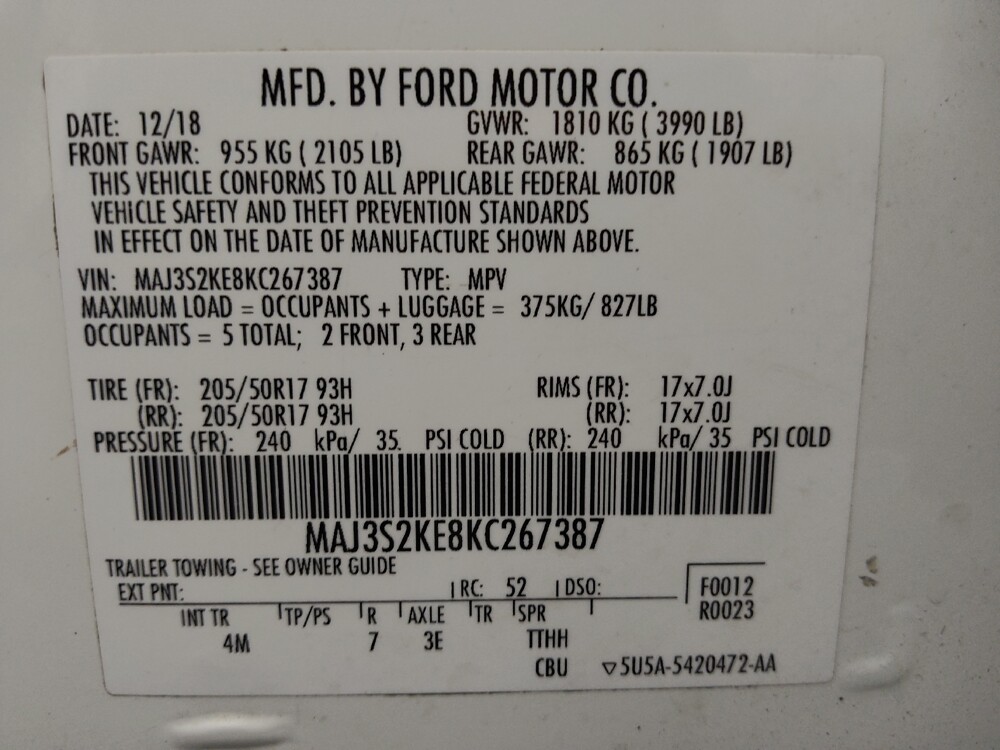 MFD. BY FORD MOTOR CO.
DATE: 12/18 GVWR: 1810 KG ( 3990 LB)
FRONT GAWR: 955 KG ( 2105 LB) REAR GAWR: 865 KG ( 1907 LB)
THIS VEHICLE CONFORMS TO ALL APPLICABLE FEDERAL MOTOR
VEHICLE SAFETY AND THEFT PREVENTION STANDARDS
IN EFFECT ON THE DATE OF MANUFACTURE SHOWN ABOVE.
VIN: MAJ3S2KE8KC267387 TYPE: MPV
MAXIMUM LOAD = OCCUPANTS + LUGGAGE = 375KG/ 827LB
OCCUPANTS = 5 TOTAL; 2 FRONT, 3 REAR
TIRE (FR): 205/50R17 93H RIMS (FR): 17x7.0J
(RR): 205/50R17 93H (RR): 17x7.0J
PRESSURE (FR): 240 kPa/ 35. PSI COLD (RR): 240 kPa/ 35 PSI COLD
MAJ3S2KE8KC267387
TRAILER TOWING - SEE OWNER GUIDE
EXT PNT: RC: 52 DSO: F0012
R0023
INT TR TP/PS R AXLE TR SPR
4M 7 3E TTHH
CBU ▽5U5A-5420472-AA